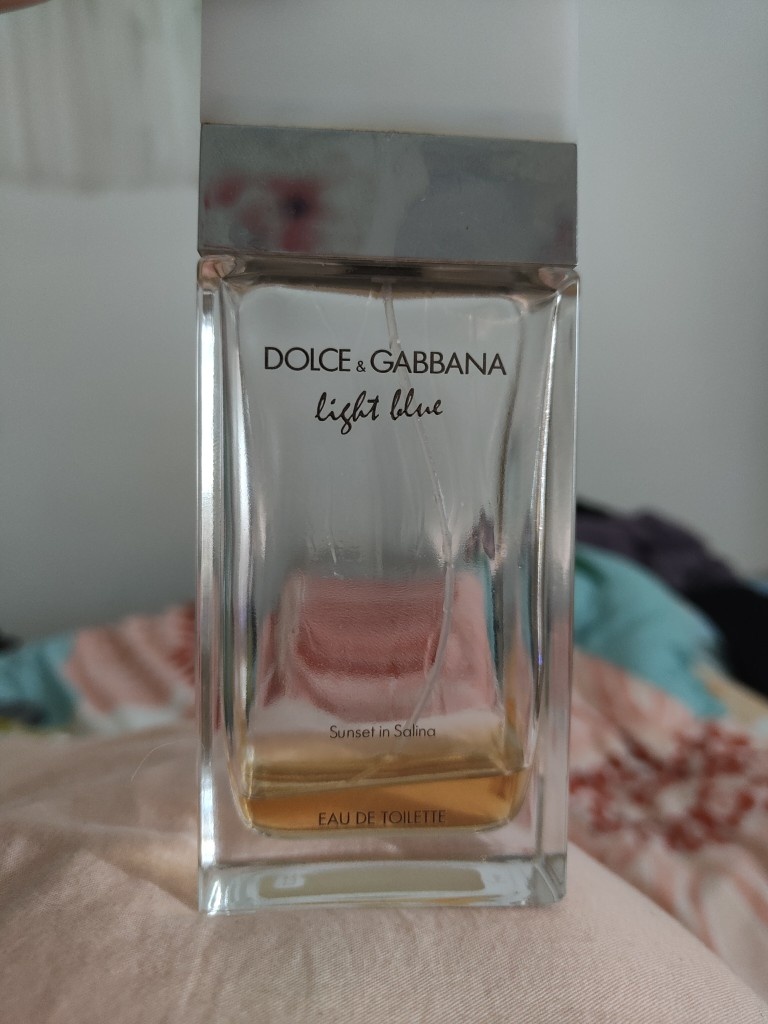 DOLCE & GABBANA
light blue
Sunset in Salina
EAU DE TOILETTE